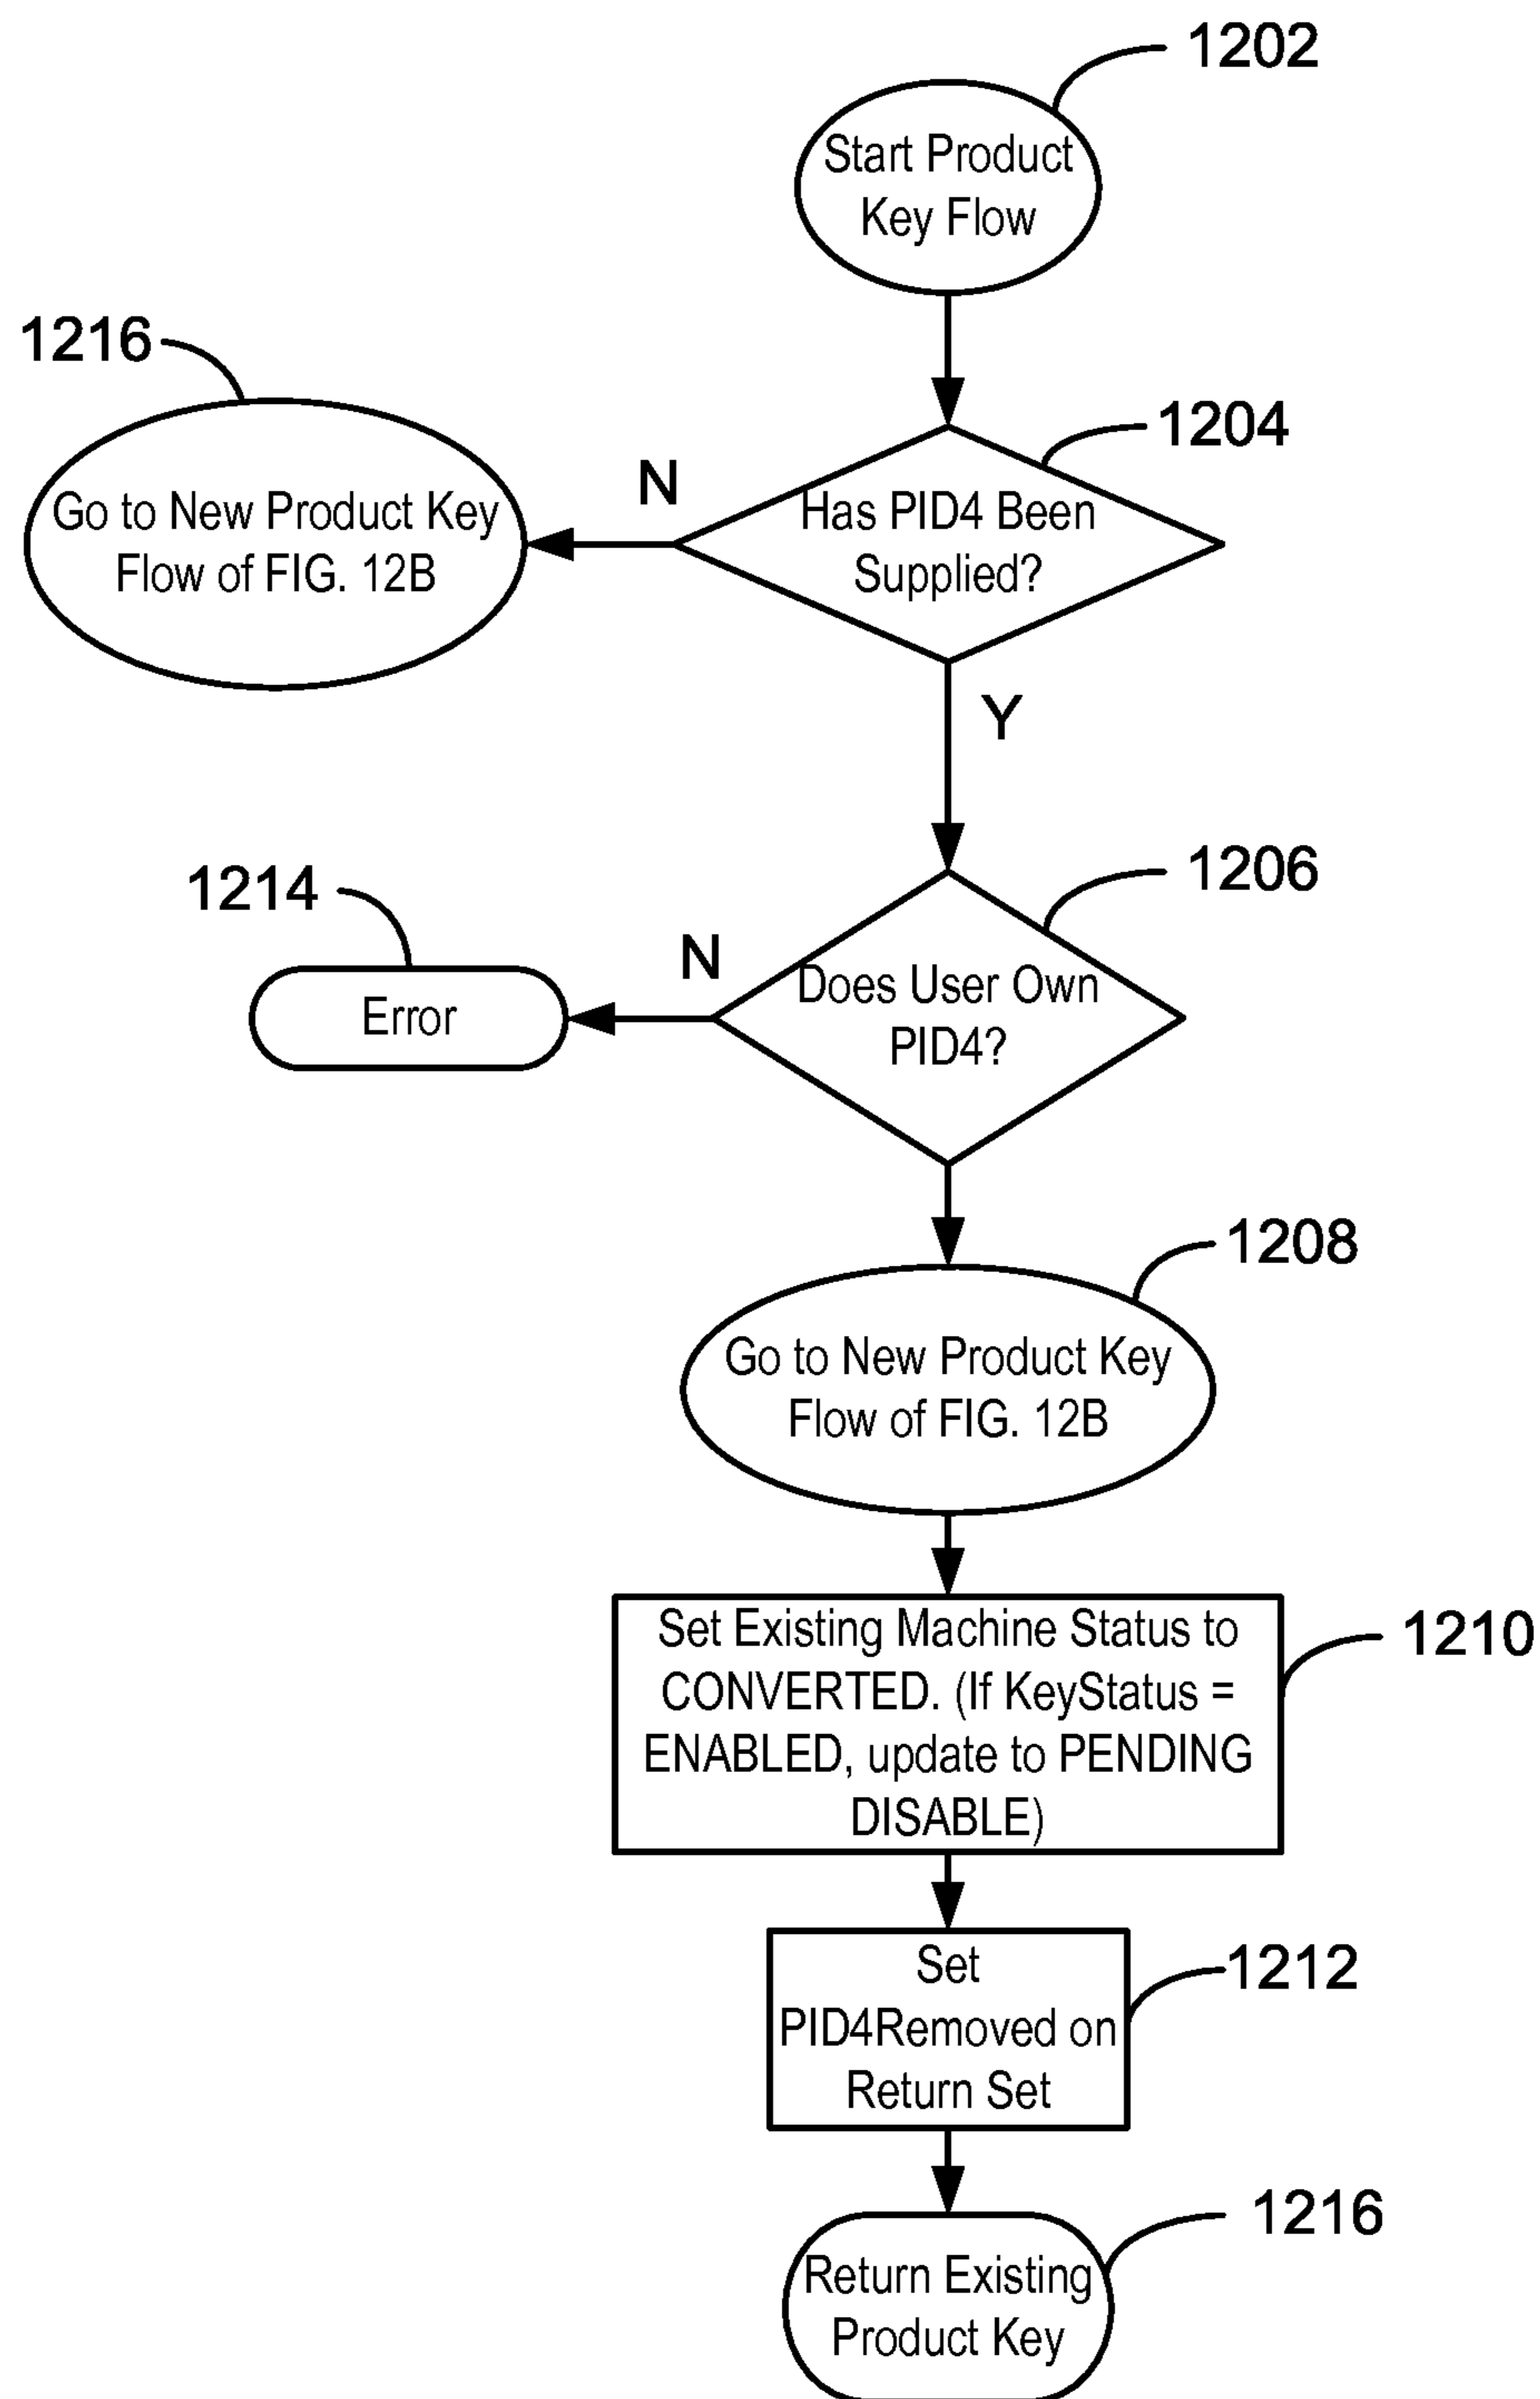 1202
Start Product
Key Flow
1216
1204
N
Has PID4 Been
Supplied?
Go to New Product Key
Flow of FIG. 12B
Y
1206
1214
N
Does User Own
PID4?
Error
1208
Go to New Product Key
Flow of FIG. 12B
1210
Set Existing Machine Status to
CONVERTED. (If KeyStatus =
ENABLED, update to PENDING
DISABLE)
1212
Set
PID4Removed on
Return Set
1216
Return Existing
Product Key